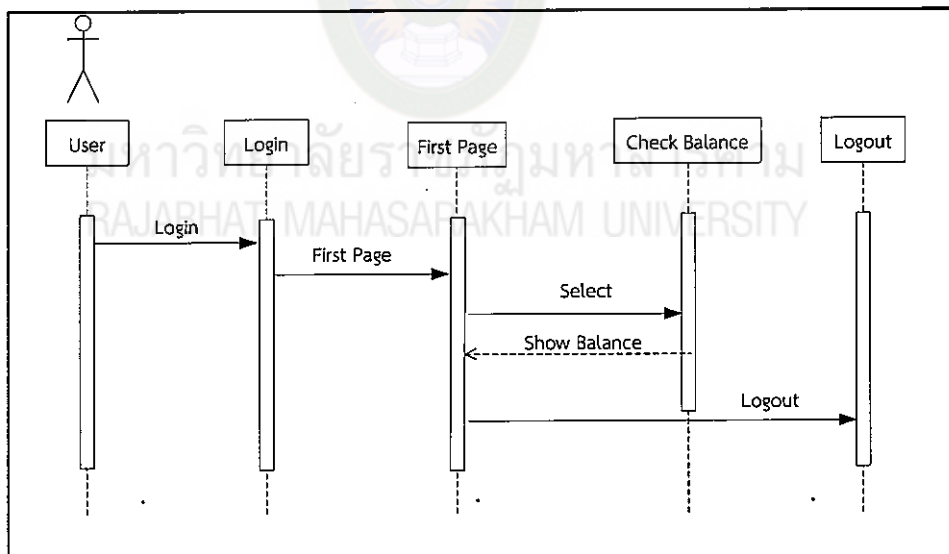 User
Login
First Page
Check Balance
Logout
มหาวิทยาลัยราชภัฏมหาสารคาม
RAJABHAT MAHASARAKHAM UNIVERSITY
Login
First Page
Select
Show Balance
Logout